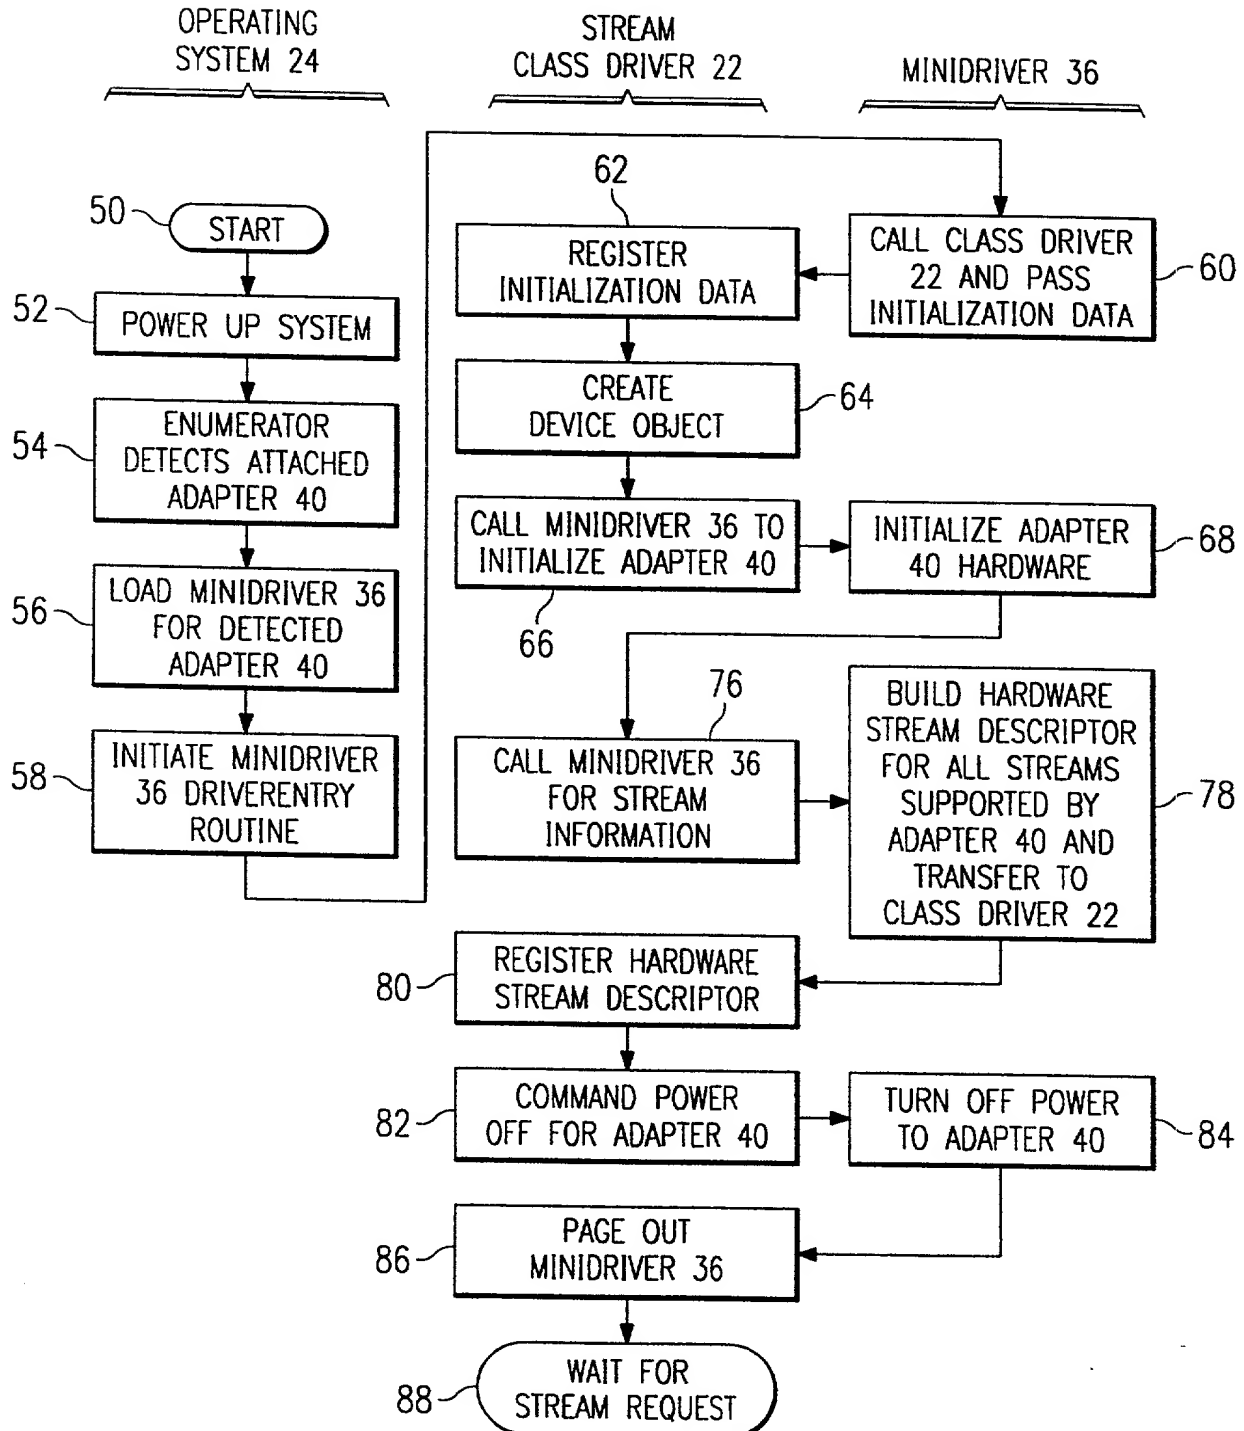 OPERATING
SYSTEM 24
STREAM
CLASS DRIVER 22
MINIDRIVER 36
50
START
52
POWER UP SYSTEM
54
ENUMERATOR
DETECTS ATTACHED
ADAPTER 40
56
LOAD MINIDRIVER 36
FOR DETECTED
ADAPTER 40
58
INITIATE MINIDRIVER
36 DRIVERENTRY
ROUTINE
62
REGISTER
INITIALIZATION DATA
CALL CLASS DRIVER
22 AND PASS
INITIALIZATION DATA
60
CREATE
DEVICE OBJECT
64
CALL MINIDRIVER 36 TO
INITIALIZE ADAPTER 40
66
INITIALIZE ADAPTER
40 HARDWARE
68
76
CALL MINIDRIVER 36
FOR STREAM
INFORMATION
BUILD HARDWARE
STREAM DESCRIPTOR
FOR ALL STREAMS
SUPPORTED BY
ADAPTER 40 AND
TRANSFER TO
CLASS DRIVER 22
78
80
REGISTER HARDWARE
STREAM DESCRIPTOR
82
COMMAND POWER
OFF FOR ADAPTER 40
TURN OFF POWER
TO ADAPTER 40
84
86
PAGE OUT
MINIDRIVER 36
88
WAIT FOR
STREAM REQUEST